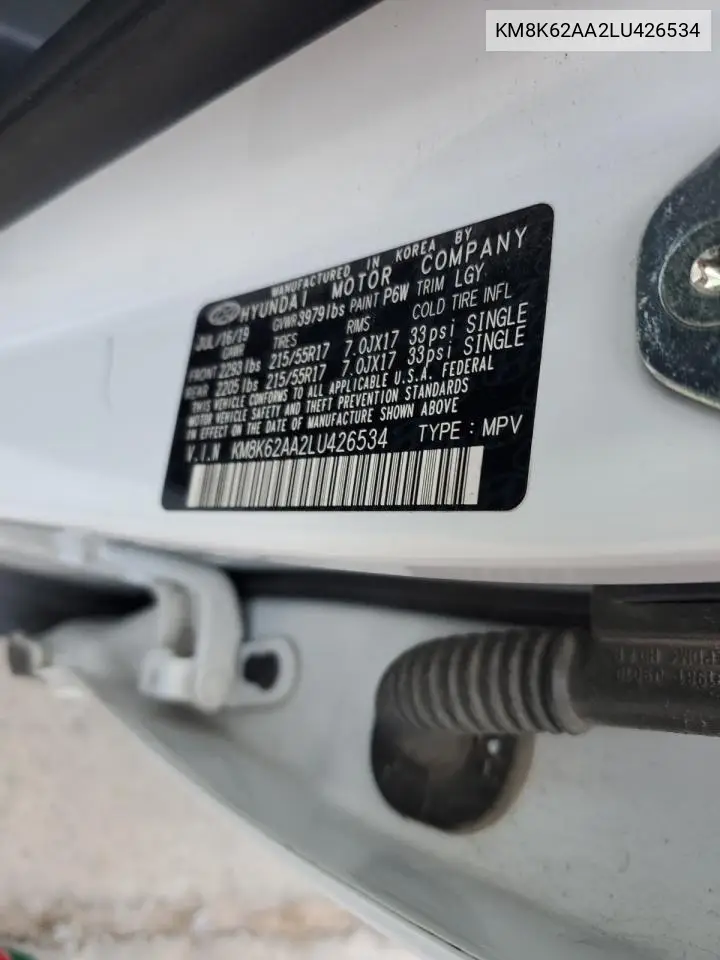 KM8K62AA2LU426534
MANUFACTURED IN KOREA BY
HYUNDAI MOTOR COMPANY
JUL/16/19 GVWR 3979lbs PAINT P6W TRIM LGY
GAWR TIRES RIMS COLD TIRE INFL
FRONT 2293lbs 215/55R17 7.0JX17 33psi SINGLE
REAR 2205lbs 215/55R17 7.0JX17 33psi SINGLE
THIS VEHICLE CONFORMS TO ALL APPLICABLE U.S.A. FEDERAL
MOTOR VEHICLE SAFETY AND THEFT PREVENTION STANDARDS
IN EFFECT ON THE DATE OF MANUFACTURE SHOWN ABOVE
V.I.N KM8K62AA2LU426534 TYPE : MPV